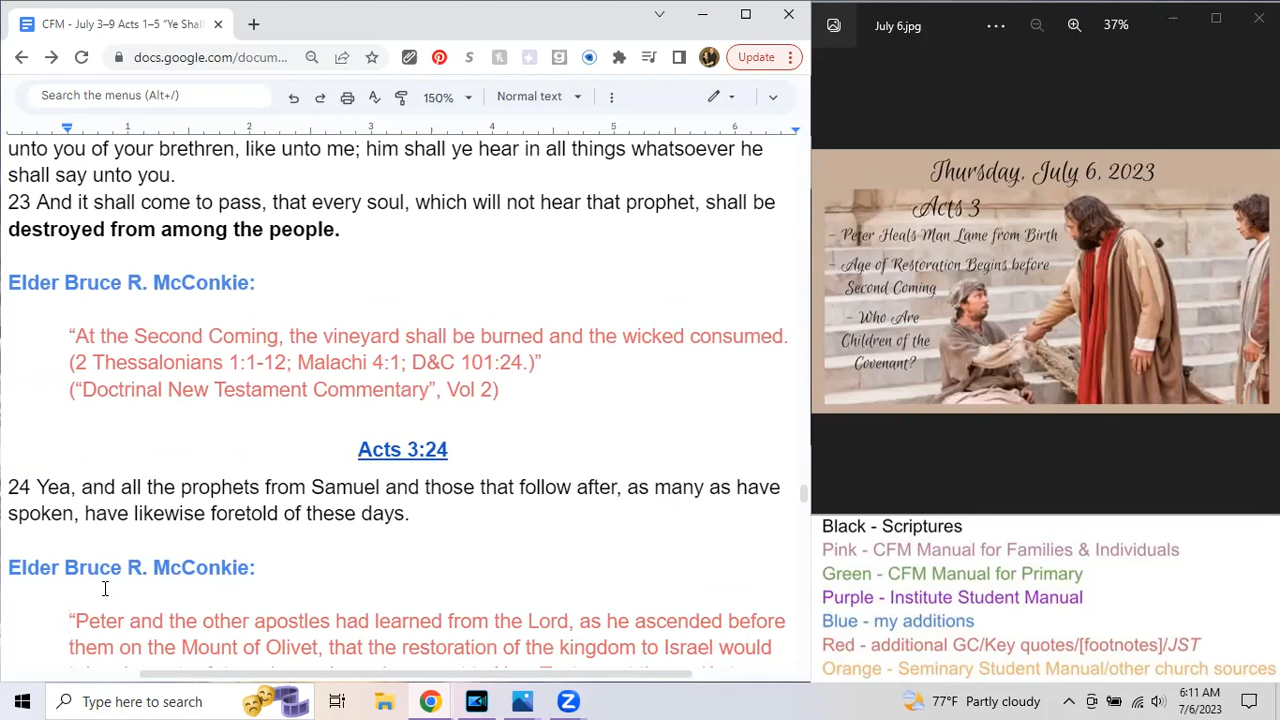 CFM - July 3–9 Acts 1–5 "Ye Shal
docs.google.com/docum...
Update
Search the menus (Alt+/)
150%
Normal text
1 2 3 4 5 6
unto you of your brethren, like unto me; him shall ye hear in all things whatsoever he
shall say unto you.
23 And it shall come to pass, that every soul, which will not hear that prophet, shall be
destroyed from among the people.
Elder Bruce R. McConkie:
“At the Second Coming, the vineyard shall be burned and the wicked consumed.
(2 Thessalonians 1:1-12; Malachi 4:1; D&C 101:24.)”
(“Doctrinal New Testament Commentary”, Vol 2)
Acts 3:24
24 Yea, and all the prophets from Samuel and those that follow after, as many as have
spoken, have likewise foretold of these days.
Elder Bruce R. McConkie:
“Peter and the other apostles had learned from the Lord, as he ascended before
them on the Mount of Olivet, that the restoration of the kingdom to Israel would
July 6.jpg
37%
Thursday, July 6, 2023
Acts 3
- Peter Heals Man Lame from Birth
- Age of Restoration Begins before
Second Coming
- Who Are
Children of the
Covenant?
Black - Scriptures
Pink - CFM Manual for Families & Individuals
Green - CFM Manual for Primary
Purple - Institute Student Manual
Blue - my additions
Red - additional GC/Key quotes/[footnotes]/JST
Orange - Seminary Student Manual/other church sources
Type here to search
77°F Partly cloudy
6:11 AM
7/6/2023